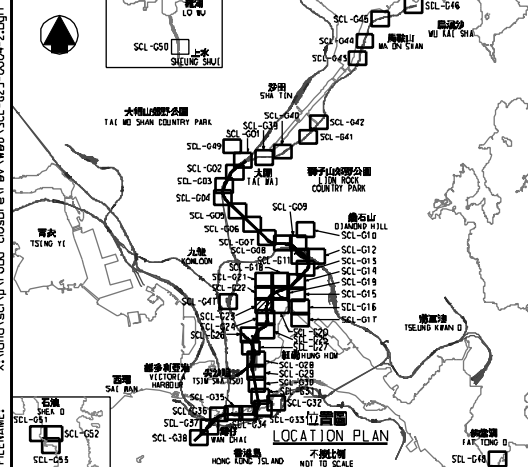 LO WU
SCL-G50
上水
SHEUNG SHUI
SCL-G46
SCL-G45
烏溪沙
WU KAI SHA
SCL-G44
馬鞍山
MA ON SHAN
SCL-G43
沙田
SHA TIN
大帽山郊野公園
TAI MO SHAN COUNTRY PARK
SCL-G40
SCL-G39
SCL-G42
SCL-G01
SCL-G41
SCL-G49
SCL-G02
大圍
TAI WAI
獅子山郊野公園
LION ROCK
COUNTRY PARK
SCL-G03
SCL-G04
SCL-G09
SCL-G05
鑽石山
DIAMOND HILL
SCL-G06
SCL-G10
SCL-G07
SCL-G08
SCL-G12
青衣
TSING YI
九龍
KOWLOON
SCL-G11
SCL-G13
SCL-G18
SCL-G14
SCL-G21
SCL-G19
SCL-G22
SCL-G15
SCL-G47
SCL-G16
SCL-G23
SCL-G17
將軍澳
TSEUNG KWAN O
SCL-G24
SCL-G20
SCL-G26
SCL-G25
SCL-G27
紅磡 HUNG HOM
維多利亞港
VICTORIA
HARBOUR
尖沙咀
TSIM SHA TSUI
SCL-G28
SCL-G29
SCL-G30
西環
SAI WAN
SCL-G31
SCL-G35
SCL-G32
SCL-G36
SCL-G33
SCL-G34
SCL-G37
灣仔
WAN CHAI
SCL-G38
位置圖
LOCATION PLAN
香港島
HONG KONG ISLAND
不按比例
NOT TO SCALE
石澳
SHEK O
SCL-G51
SCL-G52
SCL-G53
FAT TONG O
SCL-G48
FILENAME: